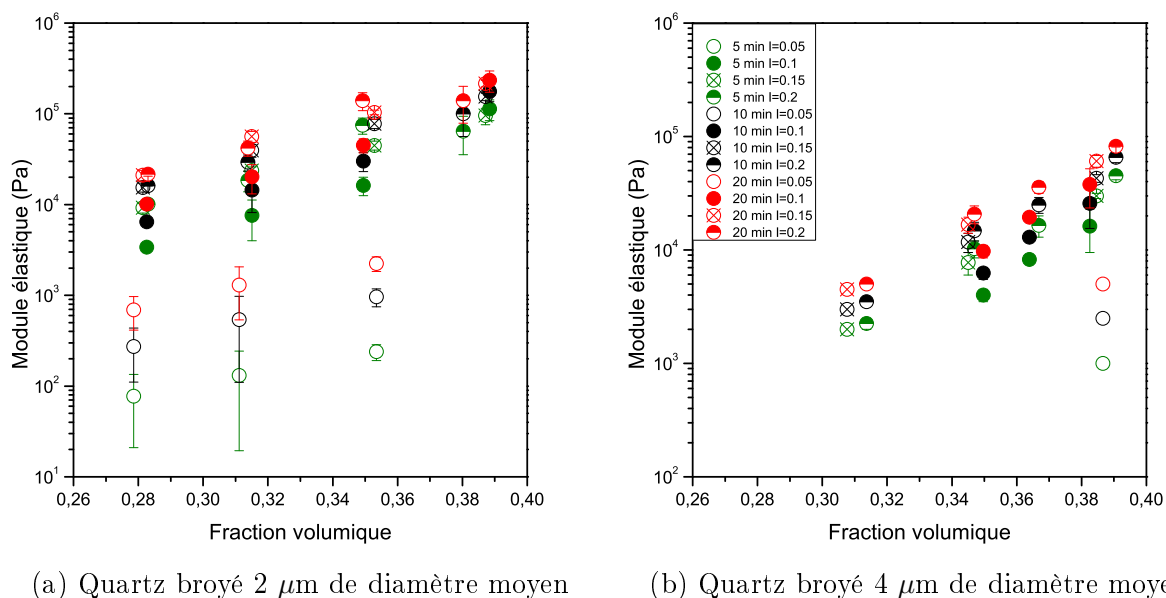 10^6
10^5
10^4
10^3
10^2
10^1
Module élastique (Pa)
0,26 0,28 0,30 0,32 0,34 0,36 0,38 0,40
Fraction volumique
(a) Quartz broyé 2 μm de diamètre moyen
10^6
10^5
10^4
10^3
10^2
Module élastique (Pa)
5 min I=0.05
5 min I=0.1
5 min I=0.15
5 min I=0.2
10 min I=0.05
10 min I=0.1
10 min I=0.15
10 min I=0.2
20 min I=0.05
20 min I=0.1
20 min I=0.15
20 min I=0.2
0,26 0,28 0,30 0,32 0,34 0,36 0,38 0,40
Fraction volumique
(b) Quartz broyé 4 μm de diamètre moye